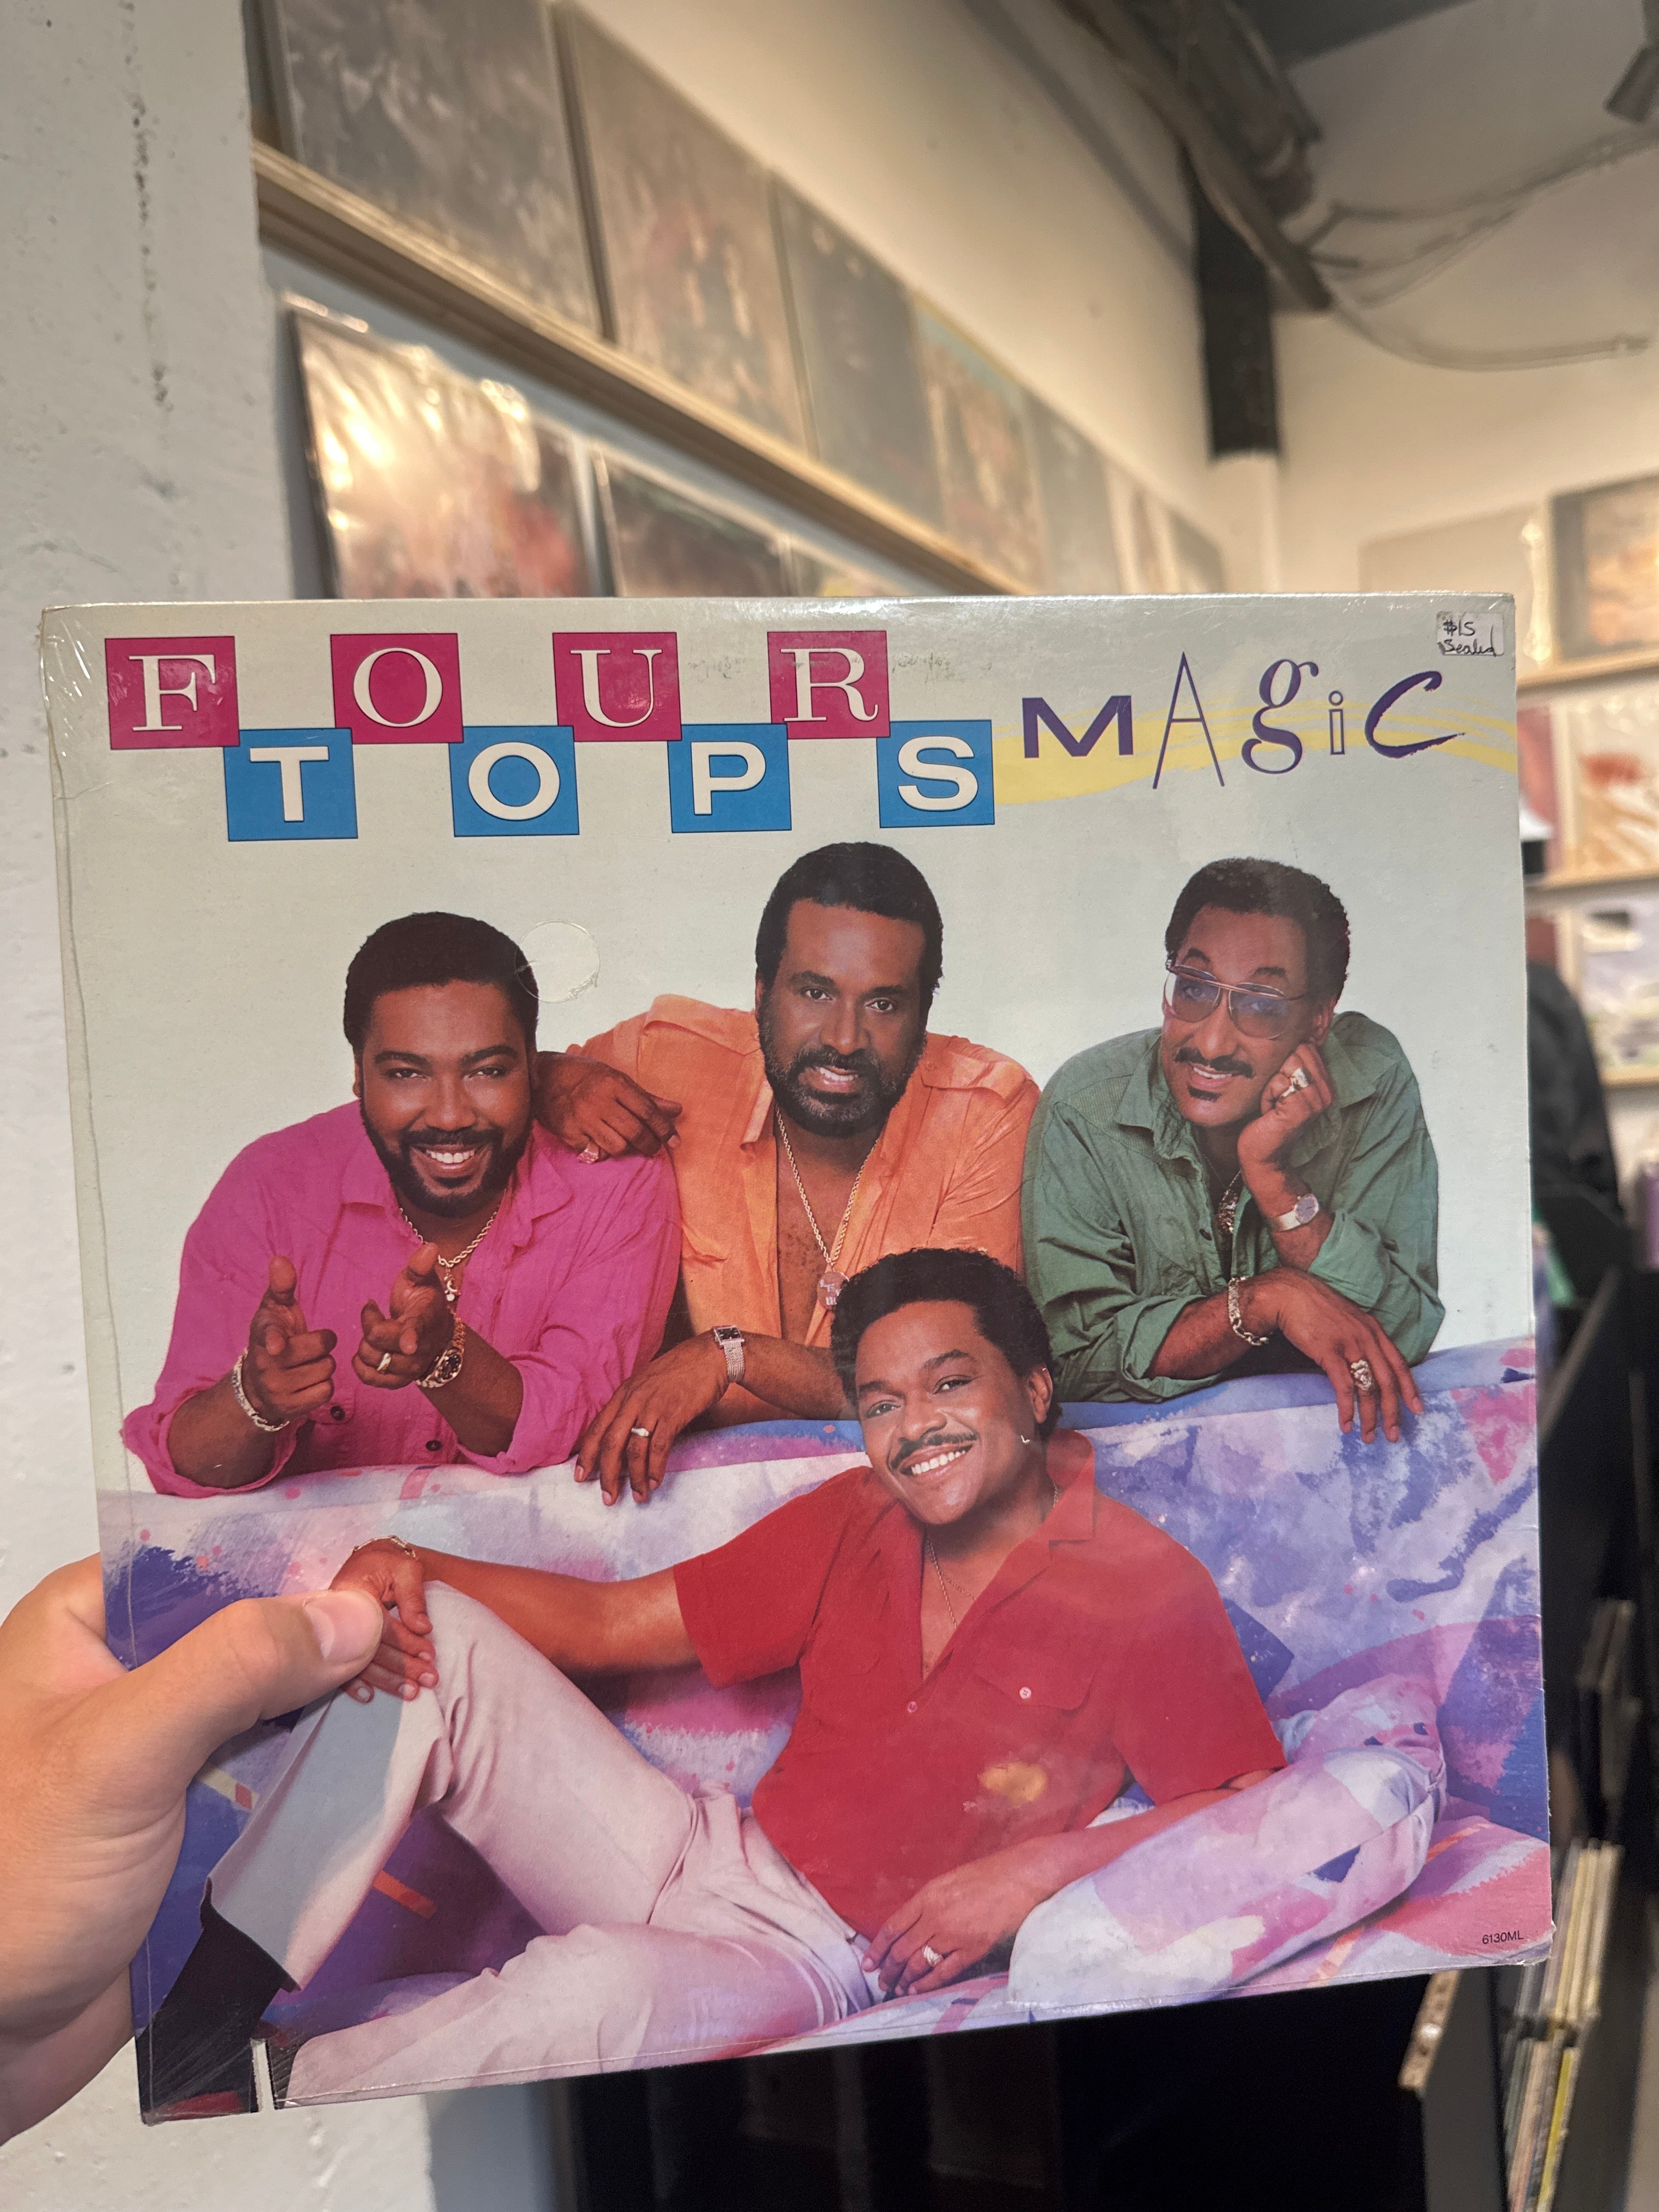 FOUR
TOPS
MAgiC
$15
Sealed
6130ML